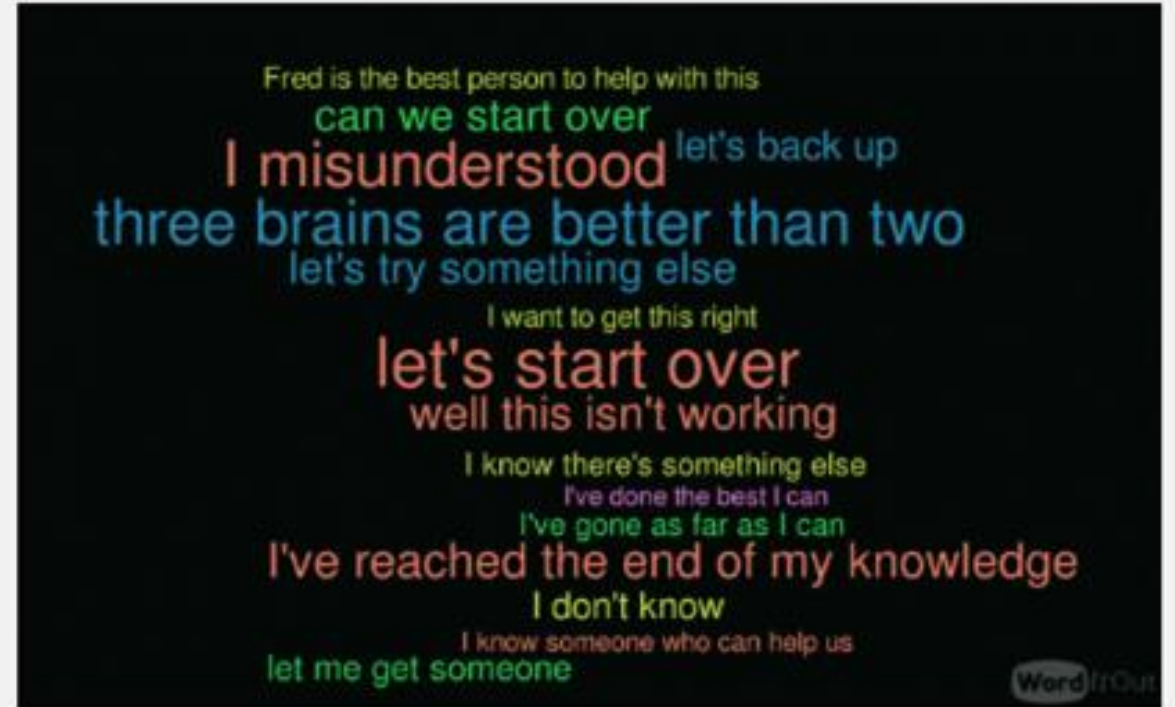 Fred is the best person to help with this
can we start over
I misunderstood let's back up
three brains are better than two
let's try something else
I want to get this right
let's start over
well this isn't working
I know there's something else
I've done the best I can
I've gone as far as I can
I've reached the end of my knowledge
I don't know
I know someone who can help us
let me get someone
WordItOut